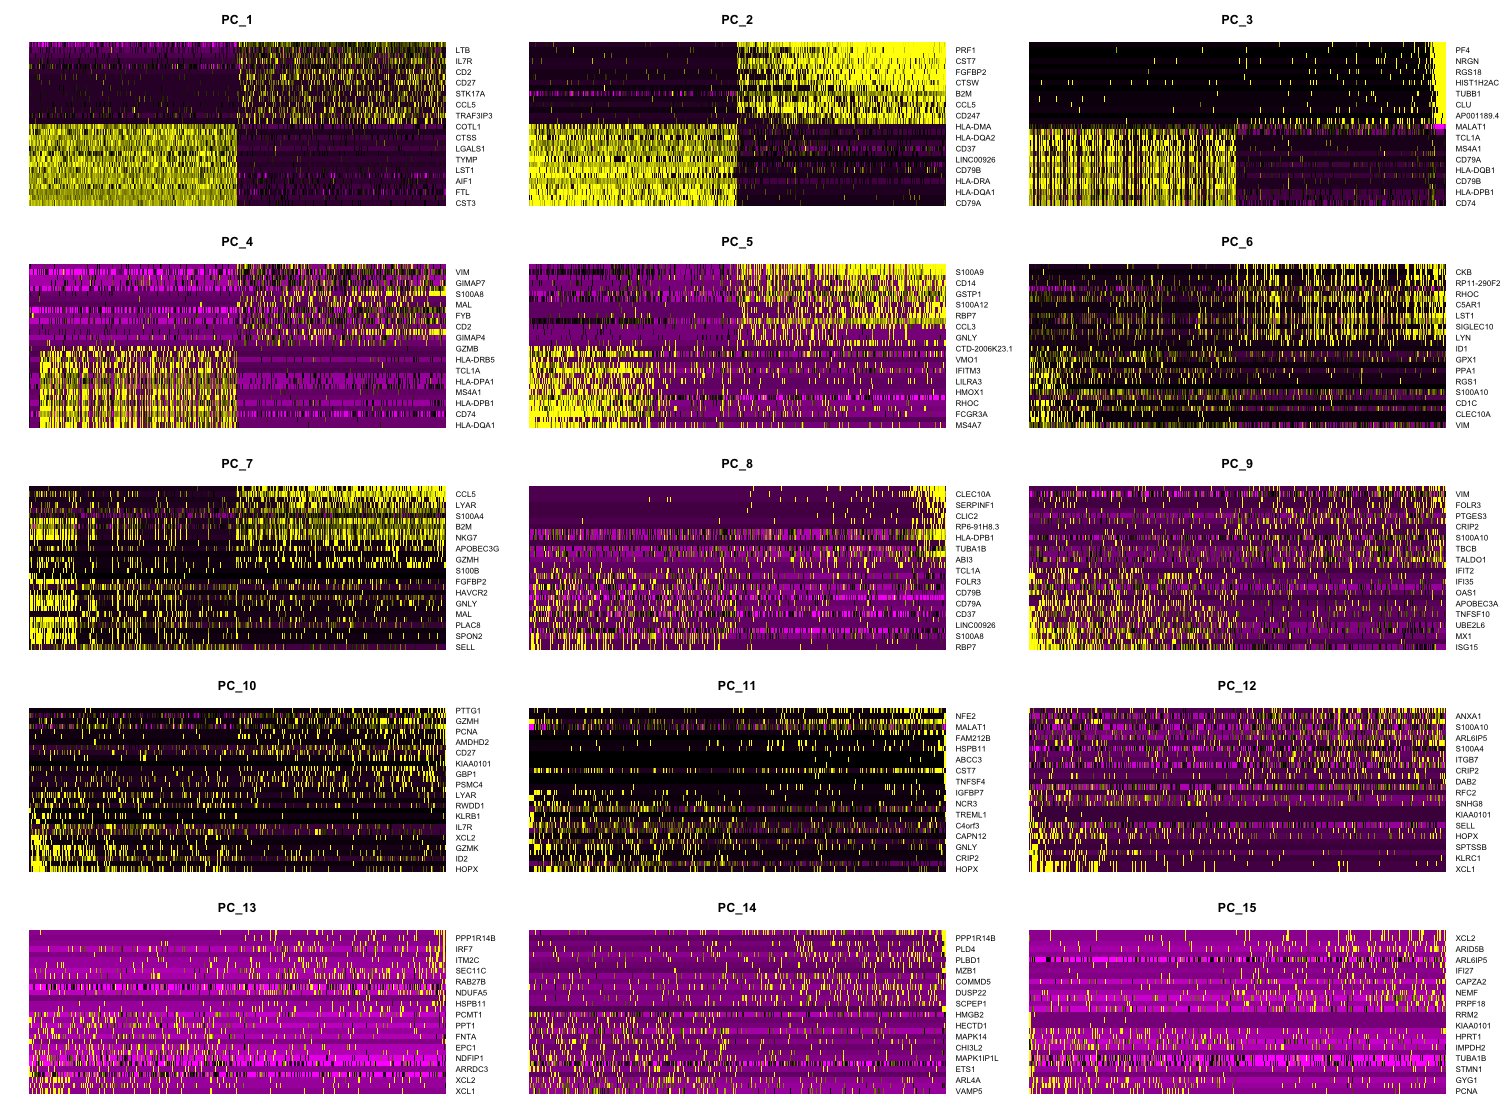 PC_1
LTB
IL7R
CD2
CD27
STK17A
CCL5
TRAF3IP3
COTL1
CTSS
LGALS1
TYMP
LST1
AIF1
FTL
CST3
PC_2
PRF1
CST7
FGFBP2
CTSW
B2M
CCL5
CD247
HLA-DMA
HLA-DQA2
CD37
LINC00926
CD79B
HLA-DRA
HLA-DQA1
CD79A
PC_3
PF4
NRGN
RGS18
HIST1H2AC
TUBB1
CLU
AP001189.4
MALAT1
TCL1A
MS4A1
CD79A
HLA-DQB1
CD79B
HLA-DPB1
CD74
PC_4
VIM
GIMAP7
S100A8
MAL
FYB
CD2
GIMAP4
GZMB
HLA-DRB5
TCL1A
HLA-DPA1
MS4A1
HLA-DPB1
CD74
HLA-DQA1
PC_5
S100A9
CD14
GSTP1
S100A12
RBP7
CCL3
GNLY
CTD-2006K23.1
VMO1
IFITM3
LILRA3
HMOX1
RHOC
FCGR3A
MS4A7
PC_6
CKB
RP11-290F2
RHOC
C5AR1
LST1
SIGLEC10
LYN
ID1
GPX1
PPA1
RGS1
S100A10
CD1C
CLEC10A
VIM
PC_7
CCL5
LYAR
S100A4
B2M
NKG7
APOBEC3G
GZMH
S100B
FGFBP2
HAVCR2
GNLY
MAL
PLAC8
SPON2
SELL
PC_8
CLEC10A
SERPINF1
CLIC2
RP6-91H8.3
HLA-DPB1
TUBA1B
ABI3
TCL1A
FOLR3
CD79B
CD79A
CD37
LINC00926
S100A8
RBP7
PC_9
VIM
FOLR3
PTGES3
CRIP2
S100A10
TBCB
TALDO1
IFIT2
IFI35
OAS1
APOBEC3A
TNFSF10
UBE2L6
MX1
ISG15
PC_10
PTTG1
GZMH
PCNA
AMDHD2
CD27
KIAA0101
GBP1
PSMC4
LYAR
RWDD1
KLRB1
IL7R
XCL2
GZMK
ID2
HOPX
PC_11
NFE2
MALAT1
FAM212B
HSPB11
ABCC3
CST7
TNFSF4
IGFBP7
NCR3
TREML1
C4orf3
CAPN12
GNLY
CRIP2
HOPX
PC_12
ANXA1
S100A10
ARL6IP5
S100A4
ITGB7
CRIP2
DAB2
RFC2
SNHG8
KIAA0101
SELL
HOPX
SPTSSB
KLRC1
XCL1
PC_13
PPP1R14B
IRF7
ITM2C
SEC11C
RAB27B
NDUFA5
HSPB11
PCMT1
PPT1
FNTA
EPC1
NDFIP1
ARRDC3
XCL2
XCL1
PC_14
PPP1R14B
PLD4
PLBD1
MZB1
COMMD5
DUSP22
SCPEP1
HMGB2
HECTD1
MAPK14
CHI3L2
MAPK1IP1L
ETS1
ARL4A
VAMP5
PC_15
XCL2
ARID5B
ARL6IP5
IFI27
CAPZA2
NEMF
PRPF18
RRM2
KIAA0101
HPRT1
IMPDH2
TUBA1B
STMN1
GYG1
PCNA